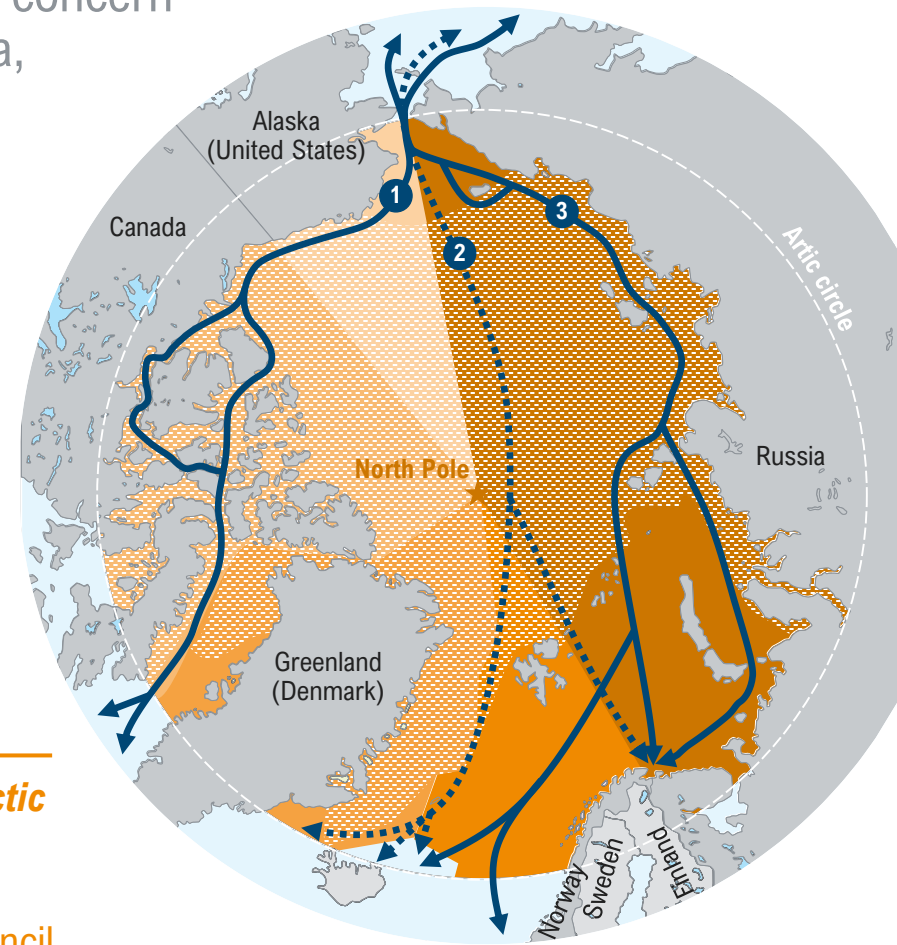 concern
a,
Alaska
(United States)
1
Canada
3
2
Artic circle
North Pole
Russia
Greenland
(Denmark)
ctic
Norway
Sweden
Finland
ncil